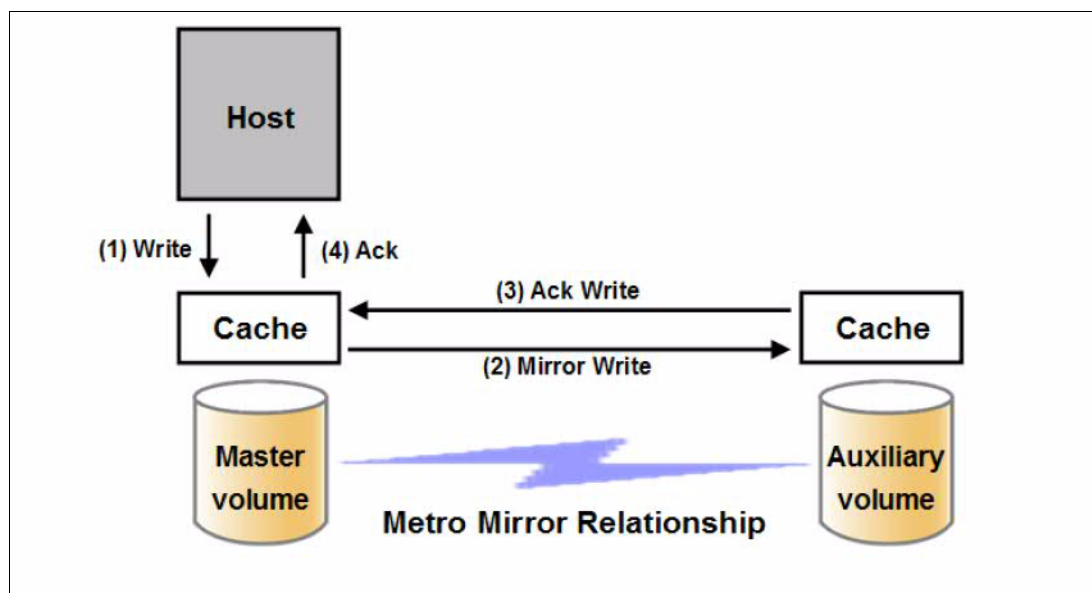 Host
(1) Write
(4) Ack
(3) Ack Write
Cache
Cache
(2) Mirror Write
Master
volume
Auxiliary
volume
Metro Mirror Relationship